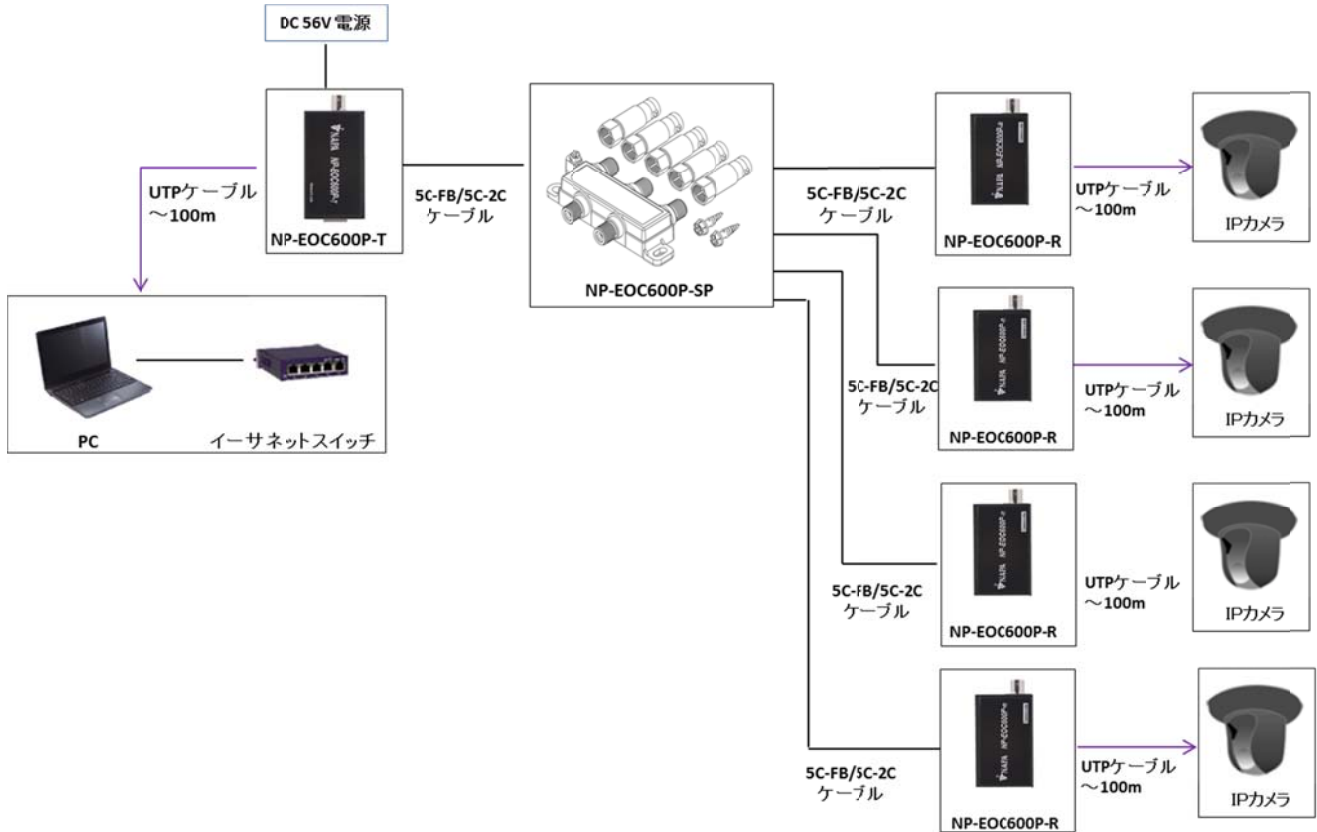 DC 56V 電源
NP-EOC600P-T
UTPケーブル
～100m
PC
イーサネットスイッチ
5C-FB/5C-2C
ケーブル
NP-EOC600P-SP
5C-FB/5C-2C
ケーブル
NP-EOC600P-R
UTPケーブル
～100m
IPカメラ
5C-FB/5C-2C
ケーブル
NP-EOC600P-R
UTPケーブル
～100m
IPカメラ
5C-FB/5C-2C
ケーブル
NP-EOC600P-R
UTPケーブル
～100m
IPカメラ
5C-FB/5C-2C
ケーブル
NP-EOC600P-R
UTPケーブル
～100m
IPカメラ